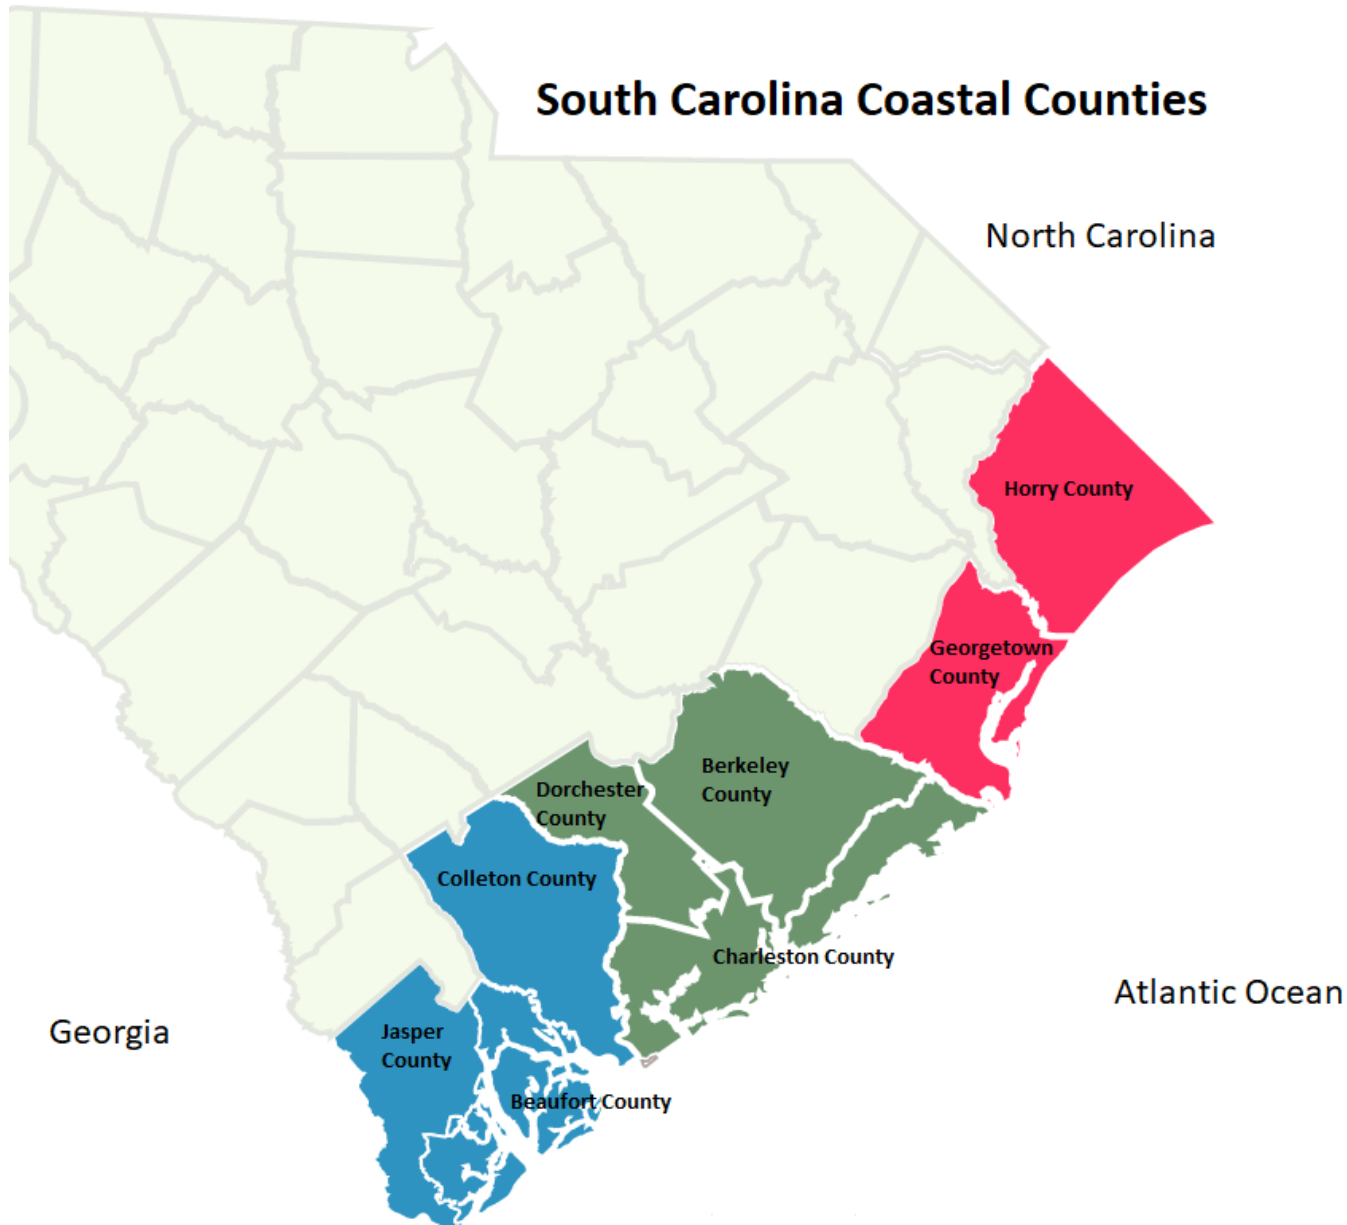 South Carolina Coastal Counties
North Carolina
Horry County
Georgetown
County
Berkeley
County
Dorchester
County
Colleton County
Charleston County
Atlantic Ocean
Georgia
Jasper
County
Beaufort County